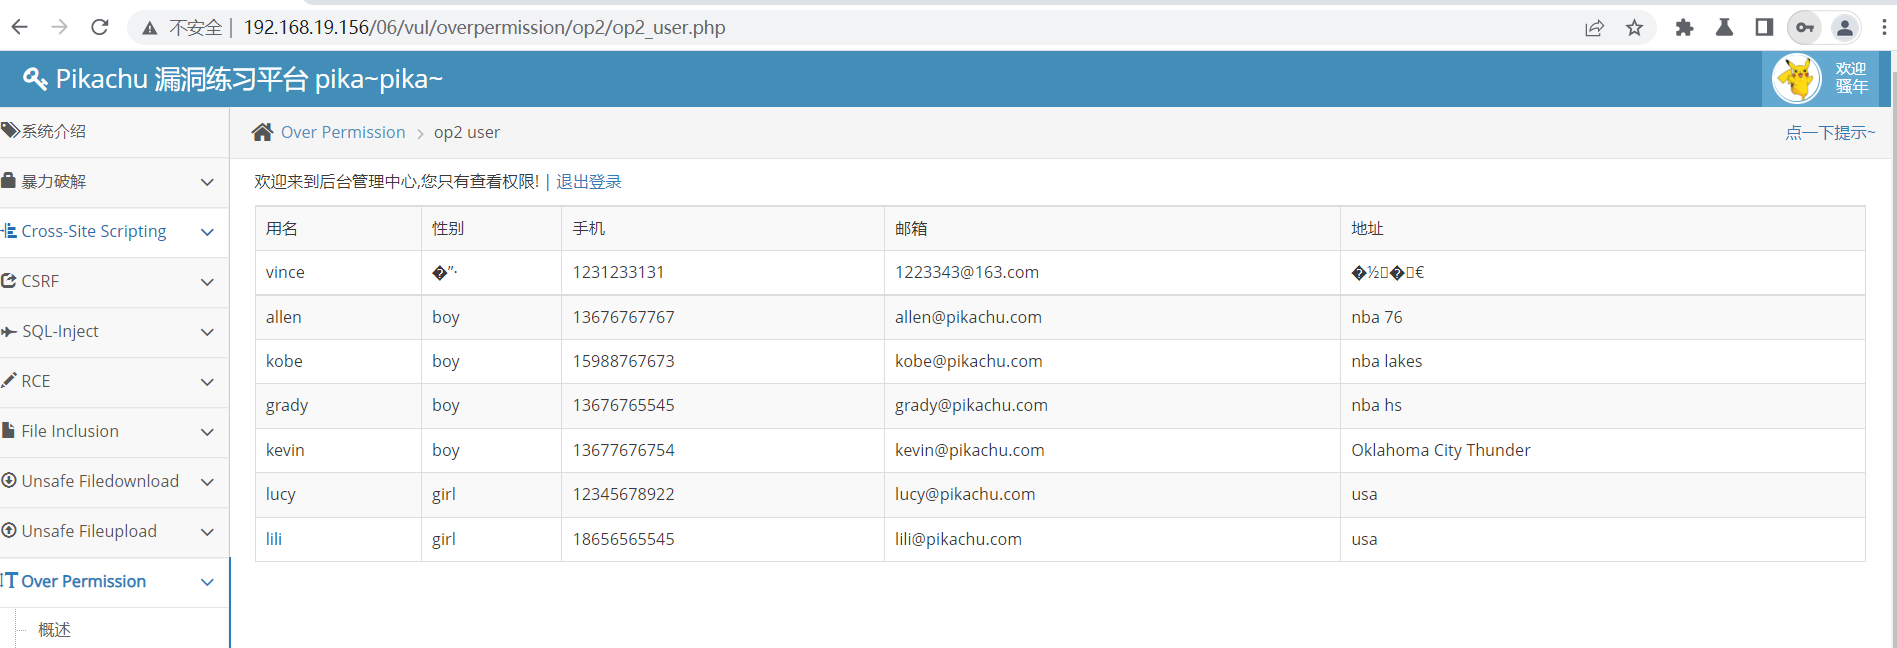 不安全 | 192.168.19.156/06/vul/overpermission/op2/op2_user.php
Pikachu 漏洞练习平台 pika~pika~
欢迎
骚年
系统介绍
暴力破解
Cross-Site Scripting
CSRF
SQL-Inject
RCE
File Inclusion
Unsafe Filedownload
Unsafe Fileupload
Over Permission
概述
Over Permission > op2 user
点一下提示~
欢迎来到后台管理中心,您只有查看权限! | 退出登录
用名 性别 手机 邮箱 地址
vince �”· 1231233131 1223343@163.com �½�€
allen boy 13676767767 allen@pikachu.com nba 76
kobe boy 15988767673 kobe@pikachu.com nba lakes
grady boy 13676765545 grady@pikachu.com nba hs
kevin boy 13677676754 kevin@pikachu.com Oklahoma City Thunder
lucy girl 12345678922 lucy@pikachu.com usa
lili girl 18656565545 lili@pikachu.com usa